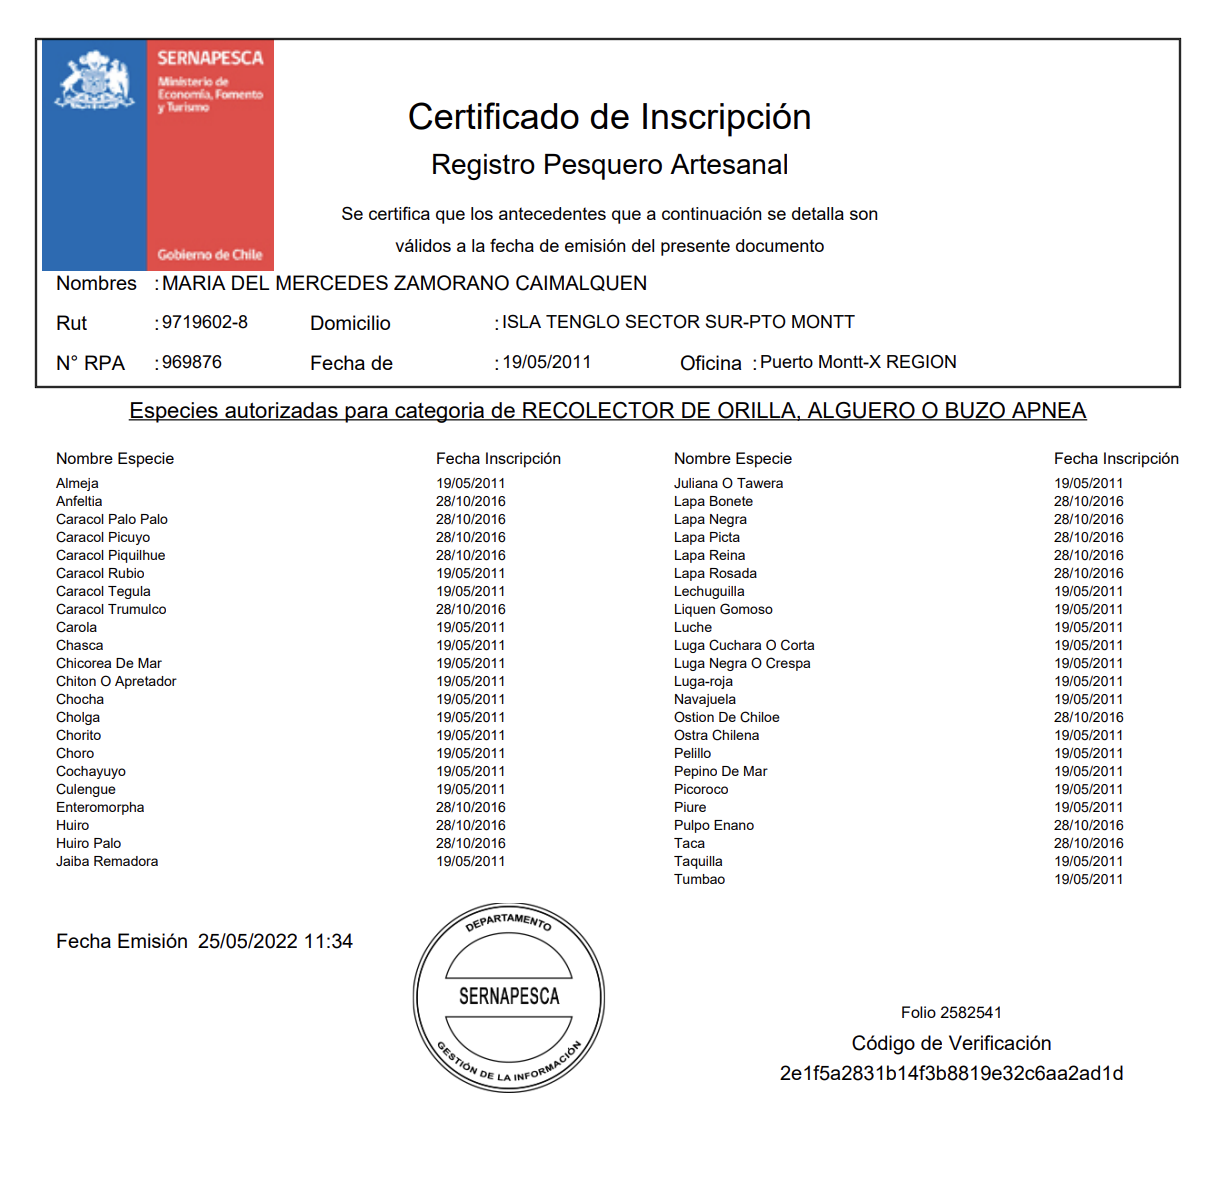 SERNAPESCA
Ministerio de
Economía, Fomento
y Turismo
Gobierno de Chile
Certificado de Inscripción
Registro Pesquero Artesanal
Se certifica que los antecedentes que a continuación se detalla son
válidos a la fecha de emisión del presente documento
Nombres : MARIA DEL MERCEDES ZAMORANO CAIMALQUEN
Rut : 9719602-8 Domicilio : ISLA TENGLO SECTOR SUR-PTO MONTT
N° RPA : 969876 Fecha de : 19/05/2011 Oficina : Puerto Montt-X REGION
Especies autorizadas para categoria de RECOLECTOR DE ORILLA, ALGUERO O BUZO APNEA
Nombre Especie Fecha Inscripción
Almeja 19/05/2011
Anfeltia 28/10/2016
Caracol Palo Palo 28/10/2016
Caracol Picuyo 28/10/2016
Caracol Piquilhue 28/10/2016
Caracol Rubio 19/05/2011
Caracol Tegula 19/05/2011
Caracol Trumulco 28/10/2016
Carola 19/05/2011
Chasca 19/05/2011
Chicorea De Mar 19/05/2011
Chiton O Apretador 19/05/2011
Chocha 19/05/2011
Cholga 19/05/2011
Chorito 19/05/2011
Choro 19/05/2011
Cochayuyo 19/05/2011
Culengue 19/05/2011
Enteromorpha 28/10/2016
Huiro 28/10/2016
Huiro Palo 28/10/2016
Jaiba Remadora 19/05/2011
Nombre Especie Fecha Inscripción
Juliana O Tawera 19/05/2011
Lapa Bonete 28/10/2016
Lapa Negra 28/10/2016
Lapa Picta 28/10/2016
Lapa Reina 28/10/2016
Lapa Rosada 28/10/2016
Lechuguilla 19/05/2011
Liquen Gomoso 19/05/2011
Luche 19/05/2011
Luga Cuchara O Corta 19/05/2011
Luga Negra O Crespa 19/05/2011
Luga-roja 19/05/2011
Navajuela 19/05/2011
Ostion De Chiloe 28/10/2016
Ostra Chilena 19/05/2011
Pelillo 19/05/2011
Pepino De Mar 19/05/2011
Picoroco 19/05/2011
Piure 19/05/2011
Pulpo Enano 28/10/2016
Taca 28/10/2016
Taquilla 19/05/2011
Tumbao 19/05/2011
Fecha Emisión 25/05/2022 11:34
DEPARTAMENTO
SERNAPESCA
GESTIÓN DE LA INFORMACIÓN
Folio 2582541
Código de Verificación
2e1f5a2831b14f3b8819e32c6aa2ad1d